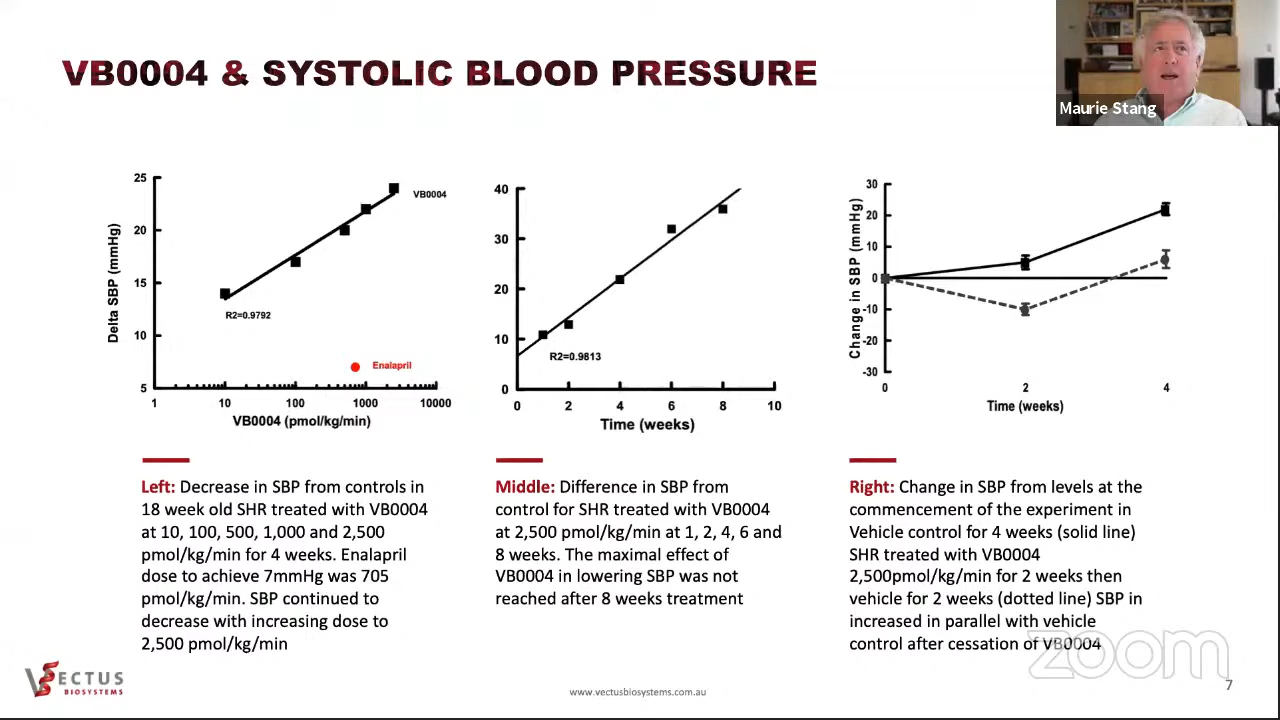 VB0004 & SYSTOLIC BLOOD PRESSURE
Maurie Stang
25
20
15
10
5
Delta SBP (mmHg)
VB0004
R2=0.9792
Enalapril
1
10
100
1000
10000
VB0004 (pmol/kg/min)
40
30
20
10
0
R2=0.9813
0
2
4
6
8
10
Time (weeks)
30
20
10
0
-10
-20
-30
Change in SBP (mmHg)
0
2
4
Time (weeks)
Left: Decrease in SBP from controls in
18 week old SHR treated with VB0004
at 10, 100, 500, 1,000 and 2,500
pmol/kg/min for 4 weeks. Enalapril
dose to achieve 7mmHg was 705
pmol/kg/min. SBP continued to
decrease with increasing dose to
2,500 pmol/kg/min
Middle: Difference in SBP from
control for SHR treated with VB0004
at 2,500 pmol/kg/min at 1, 2, 4, 6 and
8 weeks. The maximal effect of
VB0004 in lowering SBP was not
reached after 8 weeks treatment
Right: Change in SBP from levels at the
commencement of the experiment in
Vehicle control for 4 weeks (solid line)
SHR treated with VB0004
2,500pmol/kg/min for 2 weeks then
vehicle for 2 weeks (dotted line) SBP in
increased in parallel with vehicle
control after cessation of VB0004
zoom
VECTUS
BIOSYSTEMS
www.vectusbiosystems.com.au
7